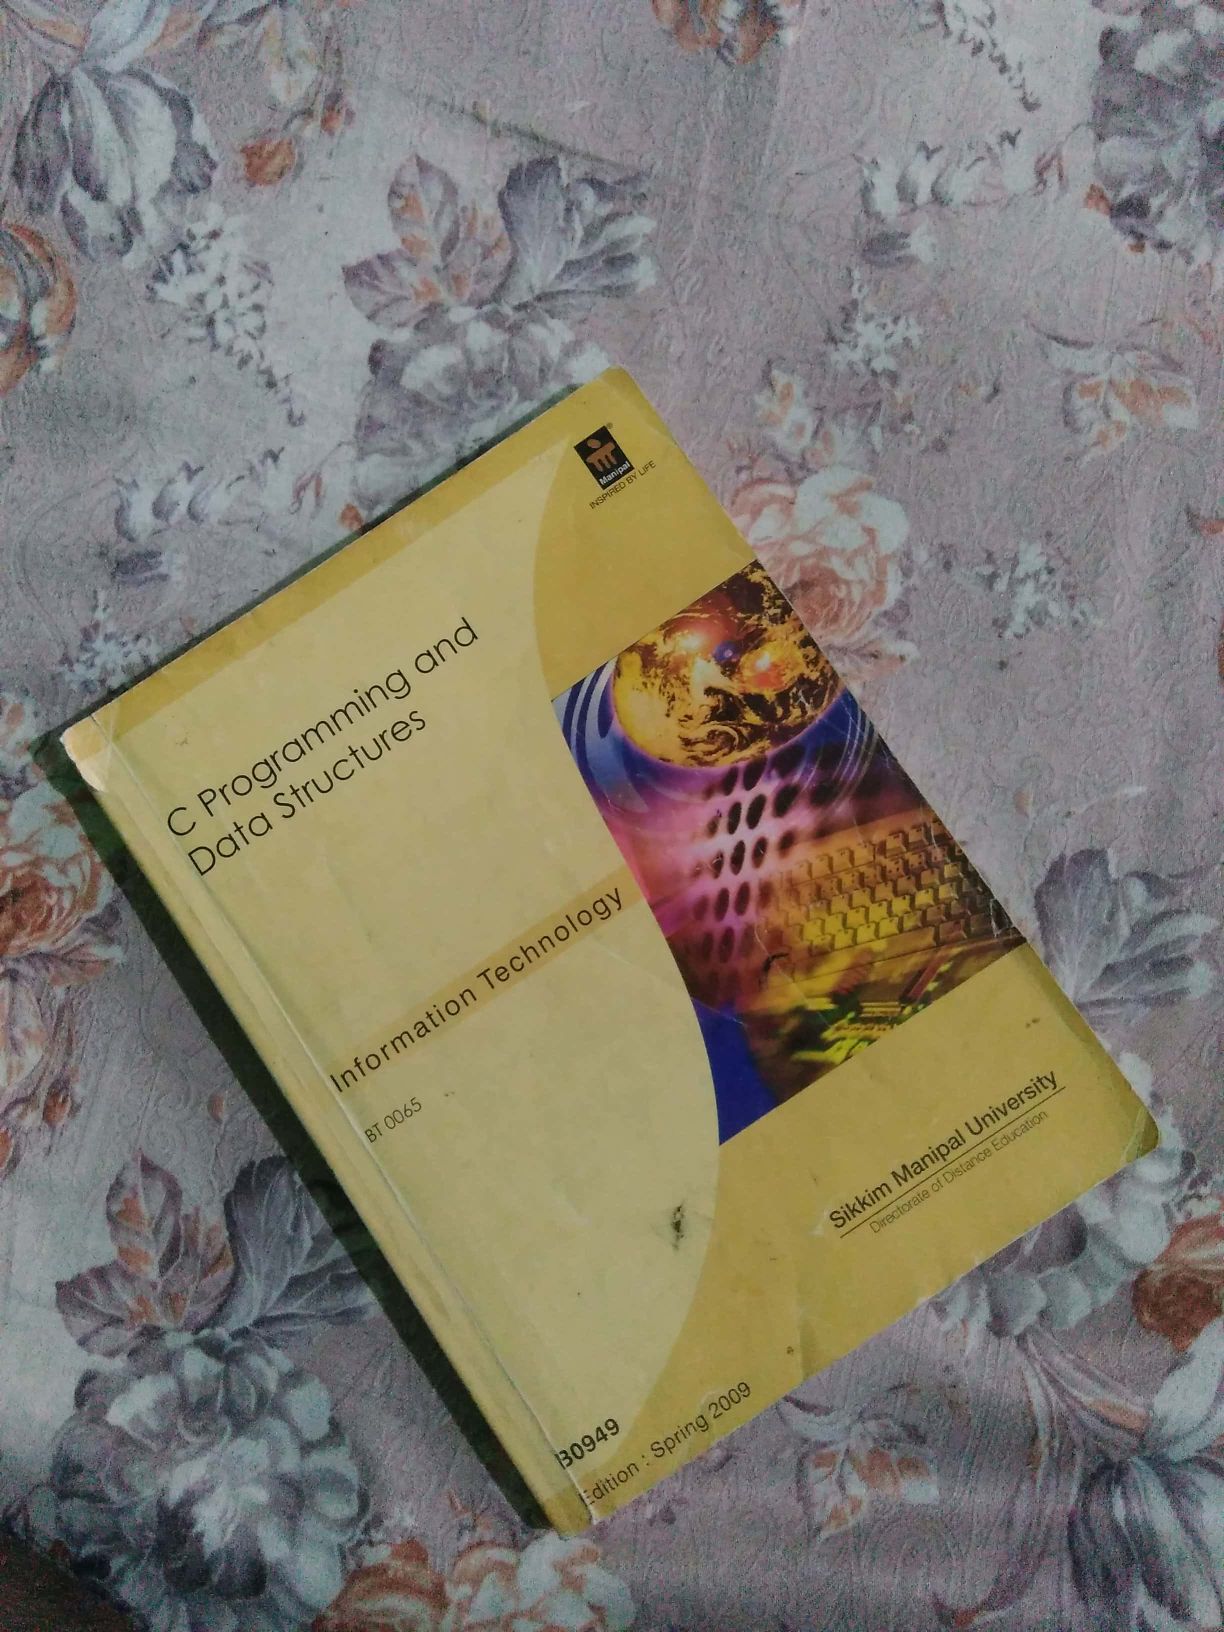 Manipal
INSPIRED BY LIFE
C Programming and
Data Structures
Information Technology
BT 0065
Sikkim Manipal University
Directorate of Distance Education
B0949
Edition : Spring 2009